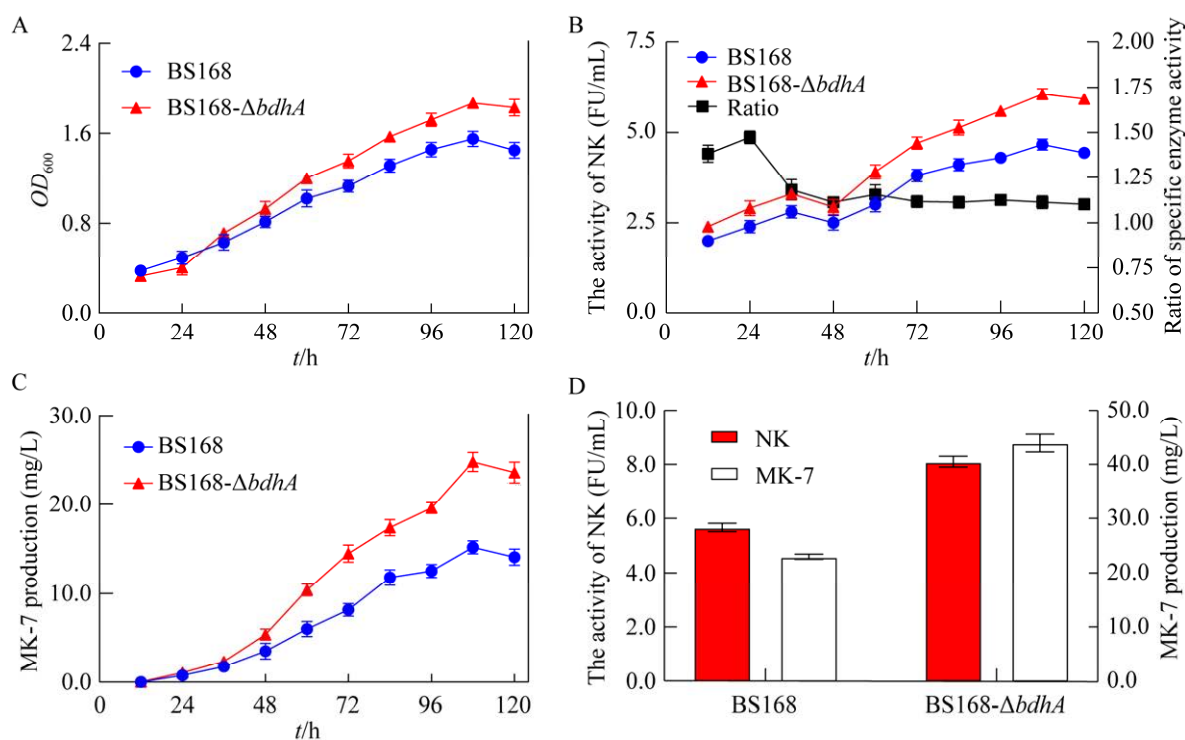 A
2.4
1.6
0.8
0.0
OD600
BS168
BS168-ΔbdhA
0 24 48 72 96 120
t/h
B
7.5
5.0
2.5
0.0
The activity of NK (FU/mL)
BS168
BS168-ΔbdhA
Ratio
2.00
1.75
1.50
1.25
1.00
0.75
0.50
Ratio of specific enzyme activity
0 24 48 72 96 120
t/h
C
30.0
20.0
10.0
0.0
MK-7 production (mg/L)
BS168
BS168-ΔbdhA
0 24 48 72 96 120
t/h
D
10.0
8.0
6.0
4.0
2.0
0.0
The activity of NK (FU/mL)
NK
MK-7
50.0
40.0
30.0
20.0
10.0
0.0
MK-7 production (mg/L)
BS168 BS168-ΔbdhA